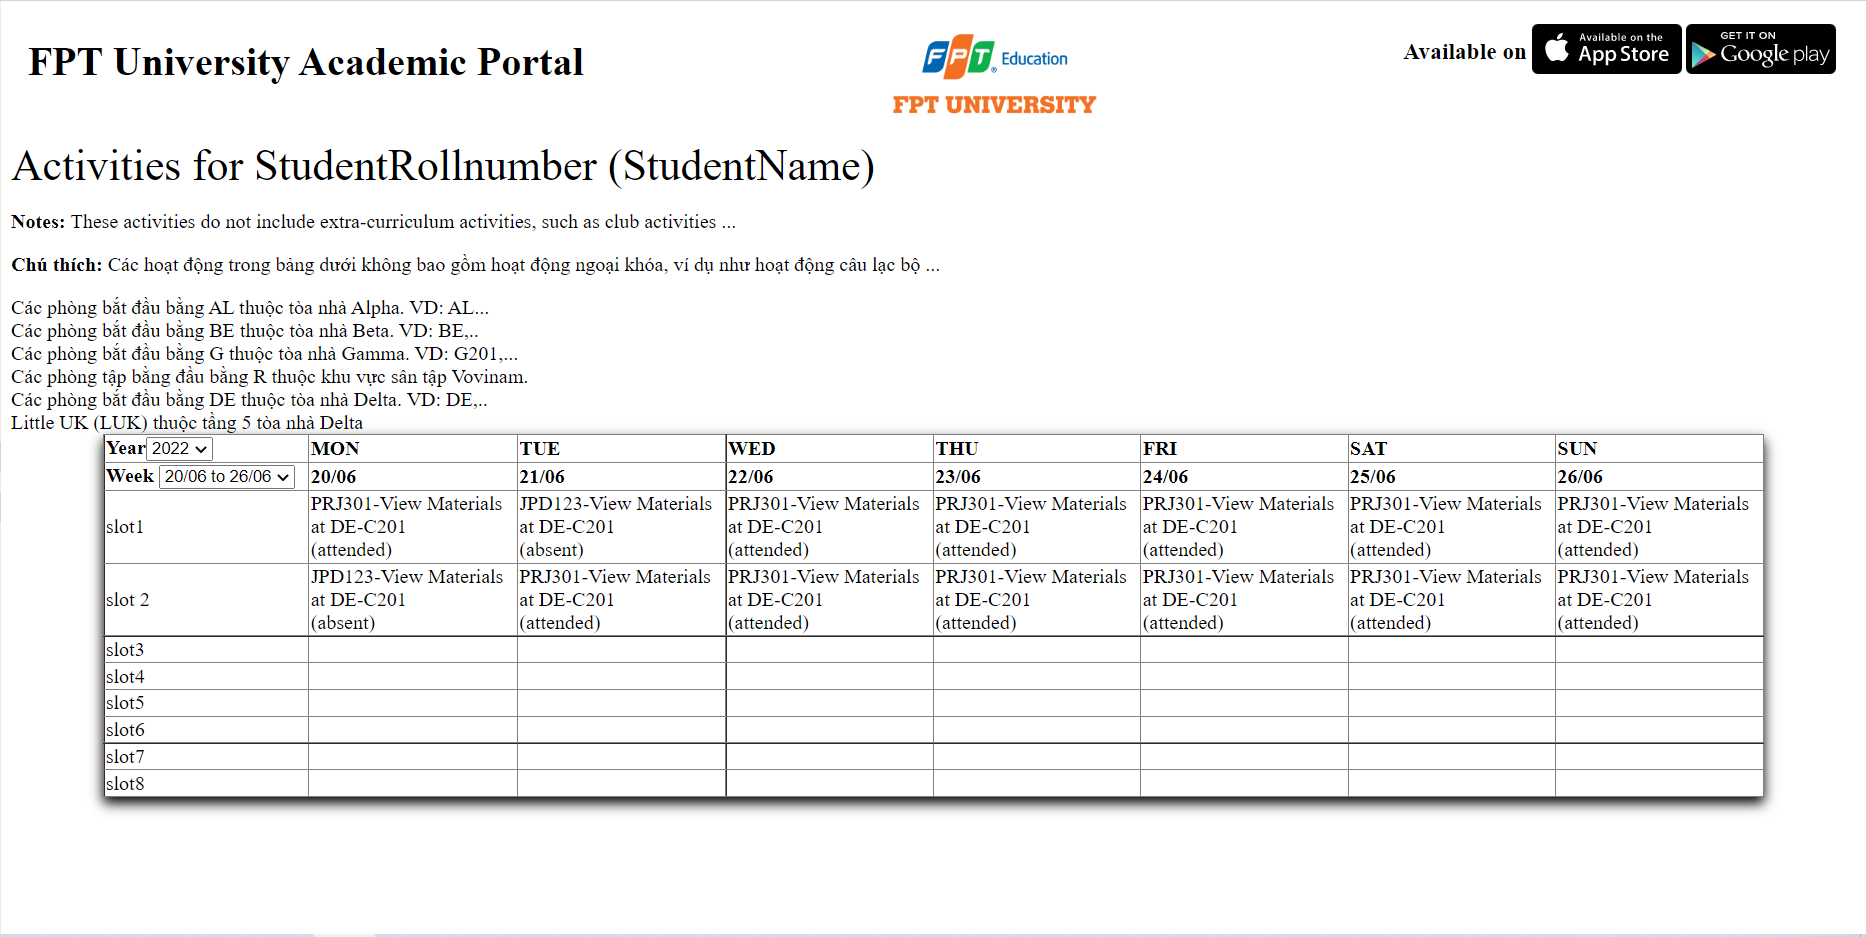 FPT University Academic Portal
FPT® Education
FPT UNIVERSITY
Available on
Available on the
App Store
GET IT ON
Google play
Activities for StudentRollnumber (StudentName)
Notes: These activities do not include extra-curriculum activities, such as club activities ...
Chú thích: Các hoạt động trong bảng dưới không bao gồm hoạt động ngoại khóa, ví dụ như hoạt động câu lạc bộ ...
Các phòng bắt đầu bằng AL thuộc tòa nhà Alpha. VD: AL...
Các phòng bắt đầu bằng BE thuộc tòa nhà Beta. VD: BE,..
Các phòng bắt đầu bằng G thuộc tòa nhà Gamma. VD: G201,...
Các phòng tập bằng đầu bằng R thuộc khu vực sân tập Vovinam.
Các phòng bắt đầu bằng DE thuộc tòa nhà Delta. VD: DE,..
Little UK (LUK) thuộc tầng 5 tòa nhà Delta
Year 2022 MON TUE WED THU FRI SAT SUN
Week 20/06 to 26/06 20/06 21/06 22/06 23/06 24/06 25/06 26/06
PRJ301-View Materials JPD123-View Materials PRJ301-View Materials PRJ301-View Materials PRJ301-View Materials PRJ301-View Materials PRJ301-View Materials
slot1 at DE-C201 at DE-C201 at DE-C201 at DE-C201 at DE-C201 at DE-C201 at DE-C201
(attended) (absent) (attended) (attended) (attended) (attended) (attended)
JPD123-View Materials PRJ301-View Materials PRJ301-View Materials PRJ301-View Materials PRJ301-View Materials PRJ301-View Materials PRJ301-View Materials
slot 2 at DE-C201 at DE-C201 at DE-C201 at DE-C201 at DE-C201 at DE-C201 at DE-C201
(absent) (attended) (attended) (attended) (attended) (attended) (attended)
slot3
slot4
slot5
slot6
slot7
slot8